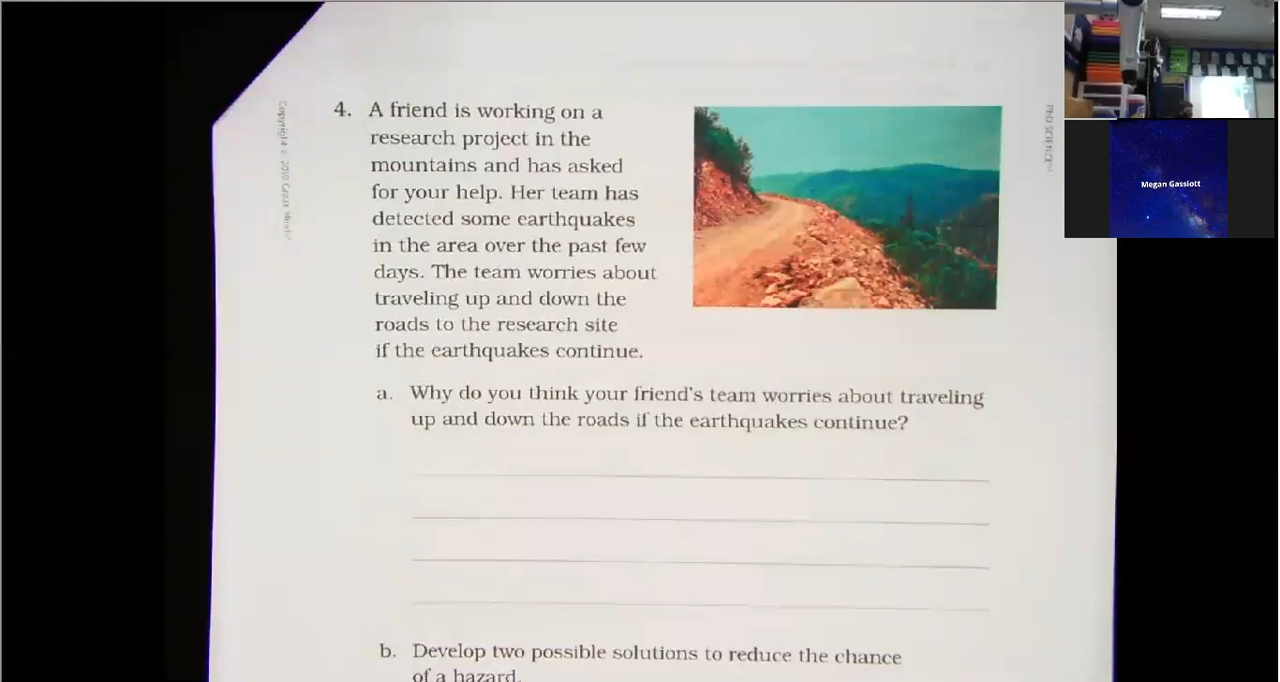 4. A friend is working on a
research project in the
mountains and has asked
for your help. Her team has
detected some earthquakes
in the area over the past few
days. The team worries about
traveling up and down the
roads to the research site
if the earthquakes continue.
a. Why do you think your friend's team worries about traveling
up and down the roads if the earthquakes continue?
b. Develop two possible solutions to reduce the chance
of a hazard.
Megan Gassiott